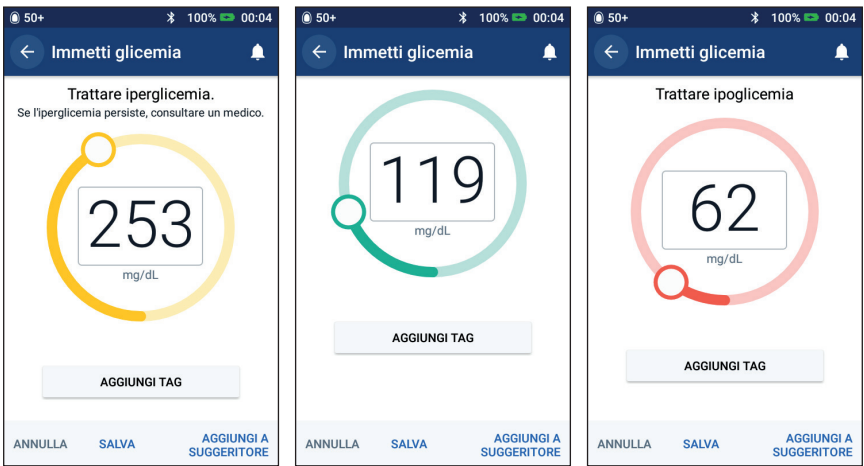 50+ 100% 00:04
Immetti glicemia
Trattare iperglicemia.
Se l'iperglicemia persiste, consultare un medico.
253
mg/dL
AGGIUNGI TAG
ANNULLA SALVA AGGIUNGI A
SUGGERITORE
50+ 100% 00:04
Immetti glicemia
119
mg/dL
AGGIUNGI TAG
ANNULLA SALVA AGGIUNGI A
SUGGERITORE
50+ 100% 00:04
Immetti glicemia
Trattare ipoglicemia
62
mg/dL
AGGIUNGI TAG
ANNULLA SALVA AGGIUNGI A
SUGGERITORE